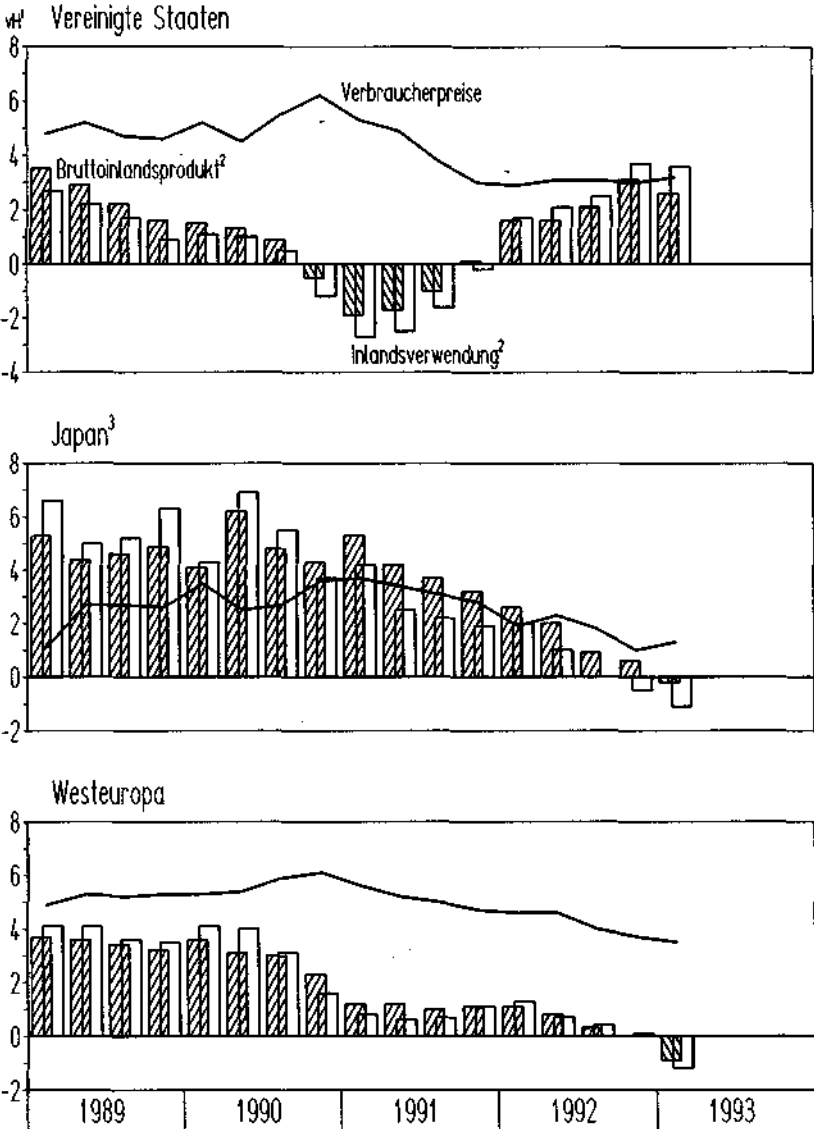 vH¹ Vereinigte Staaten
8
6
Verbraucherpreise
4
Bruttoinlandsprodukt²
2
0
-2
Inlandsverwendung²
-4
Japan³
8
6
4
2
0
-2
Westeuropa
8
6
4
2
0
-2
1989 1990 1991 1992 1993